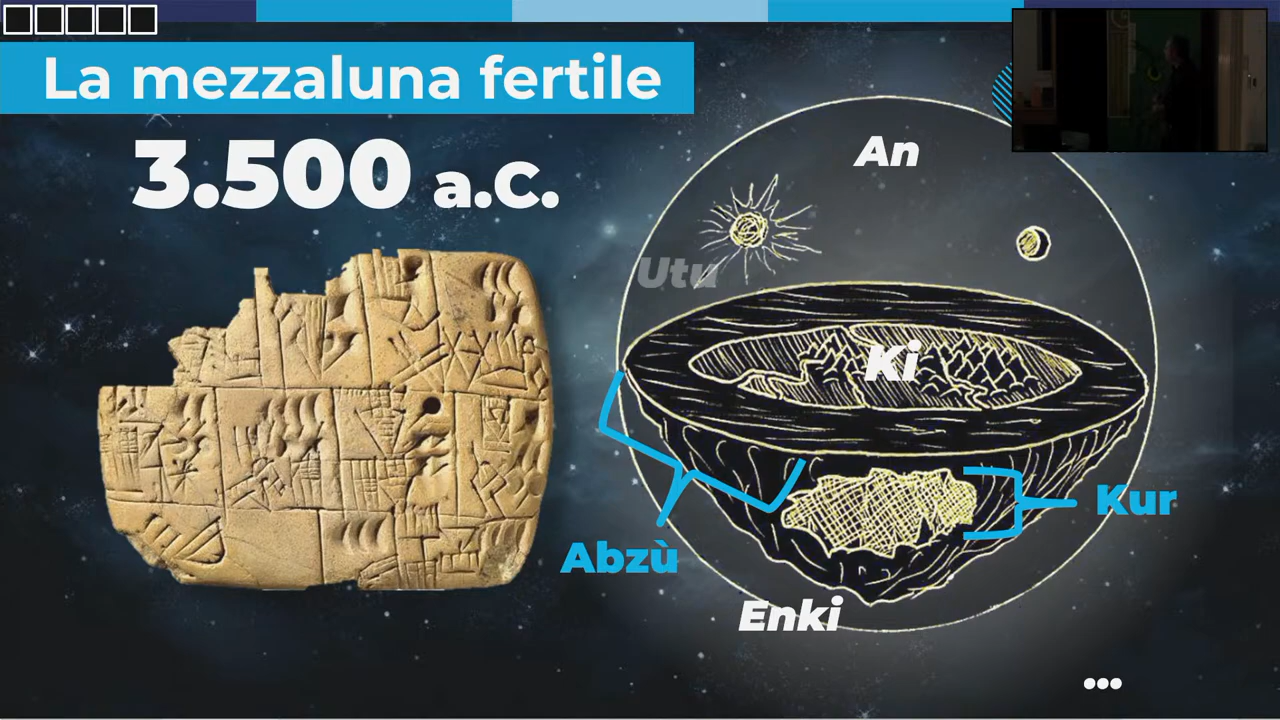 La mezzaluna fertile
3.500 a.C.
An
Utu
Ki
Kur
Abzù
Enki
...